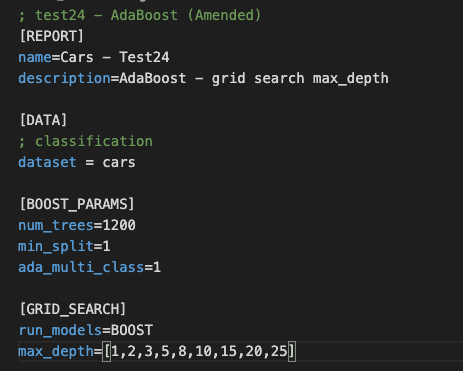 ; test24 – AdaBoost (Amended)
[REPORT]
name=Cars – Test24
description=AdaBoost – grid search max_depth
[DATA]
; classification
dataset = cars
[BOOST_PARAMS]
num_trees=1200
min_split=1
ada_multi_class=1
[GRID_SEARCH]
run_models=BOOST
max_depth=[1,2,3,5,8,10,15,20,25]